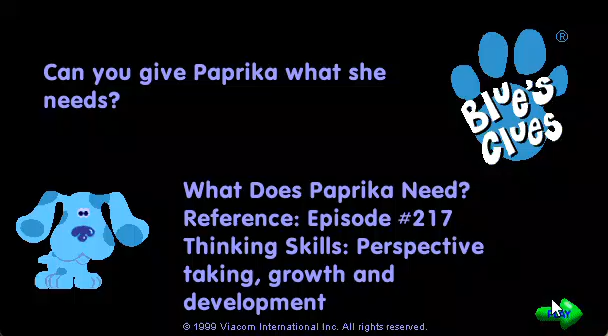 Can you give Paprika what she
needs?
®
Blue's
Clues
What Does Paprika Need?
Reference: Episode #217
Thinking Skills: Perspective
taking, growth and
development
© 1999 Viacom International Inc. All rights reserved.
PLAY